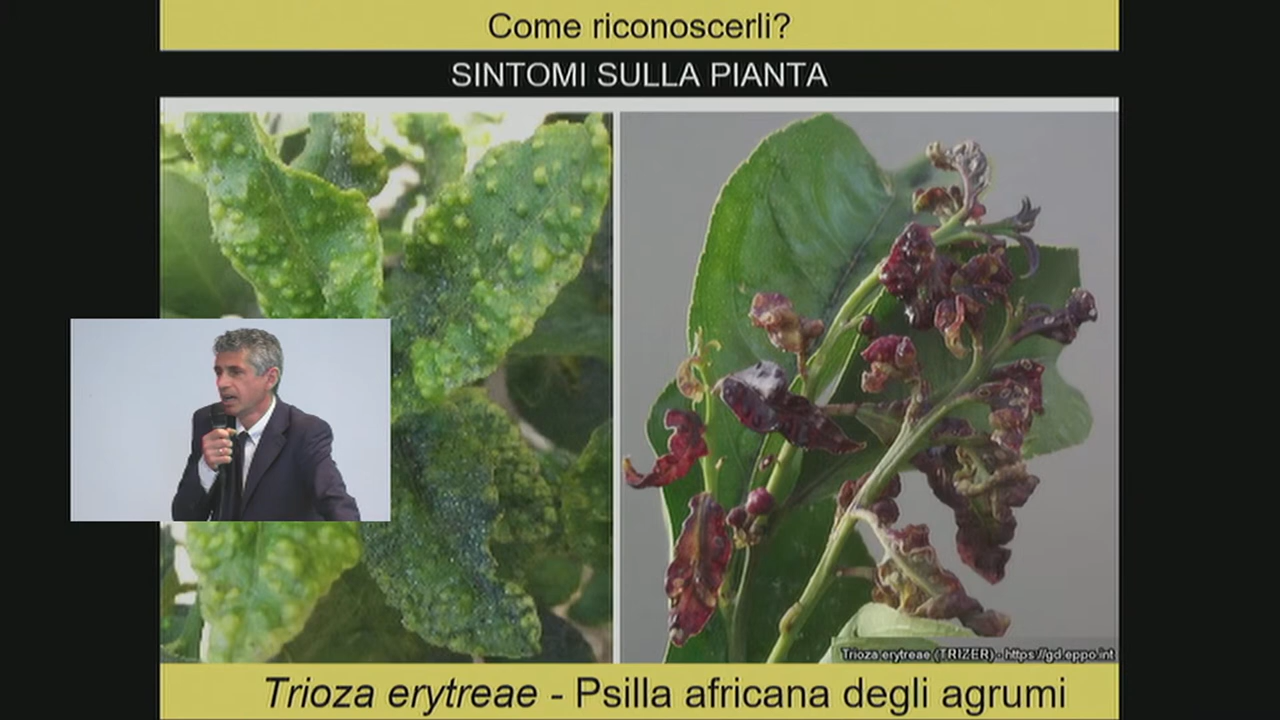 Come riconoscerli?
SINTOMI SULLA PIANTA
Trioza erytreae (TRIZER) - https://gd.eppo.int
Trioza erytreae - Psilla africana degli agrumi